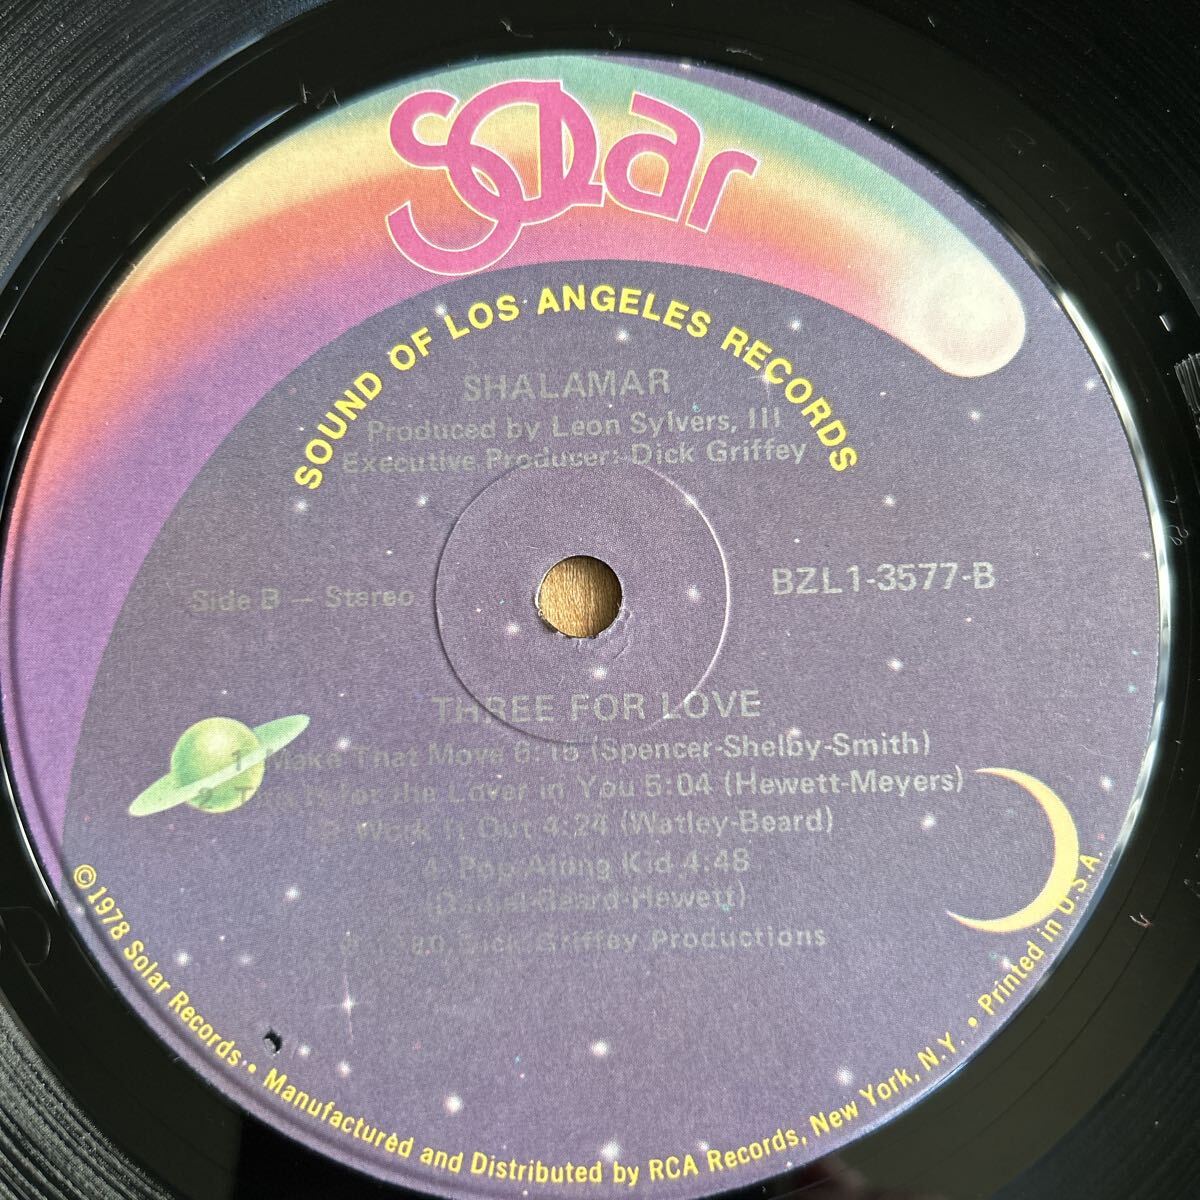 Solar
SOUND OF LOS ANGELES RECORDS
SHALAMAR
Produced by Leon Sylvers, III
Executive Producer: Dick Griffey
Side B — Stereo
BZL1-3577-B
THREE FOR LOVE
1. Make That Move 6:15 (Spencer-Shelby-Smith)
2. This Is for the Lover in You 5:04 (Hewett-Meyers)
3. Work It Out 4:24 (Watley-Beard)
4. Pop Along Kid 4:48
-Beard-Hewett)
Dick Griffey Productions
©1978 Solar Records • Manufactured and Distributed by RCA Records, New York, N.Y. • Printed in U.S.A.